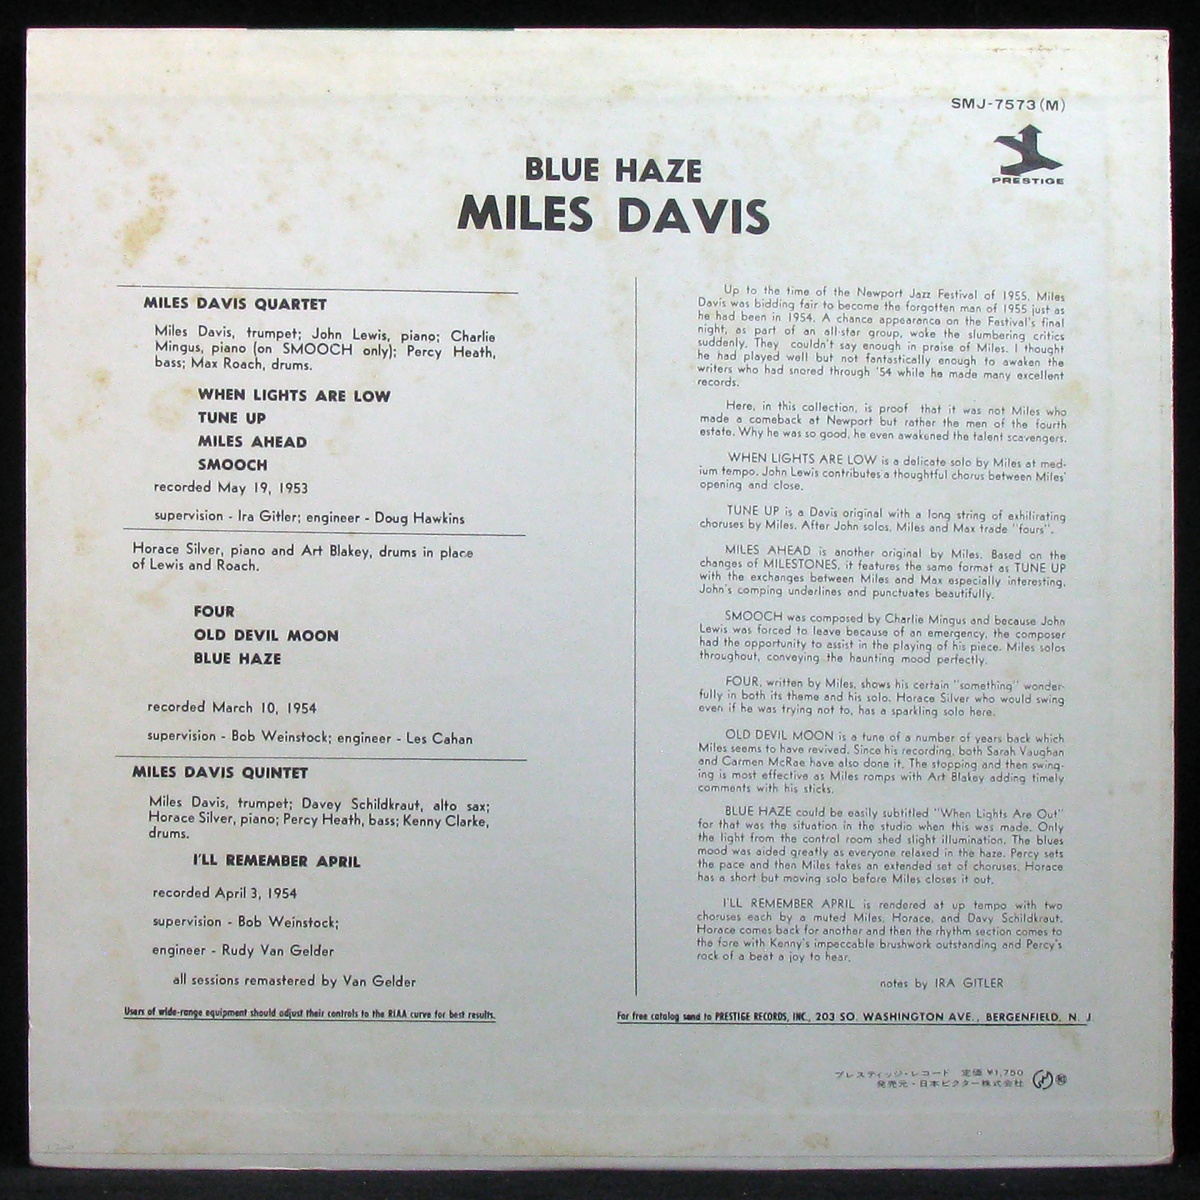 SMJ-7573(M)
PRESTIGE
BLUE HAZE
MILES DAVIS
MILES DAVIS QUARTET
Miles Davis, trumpet; John Lewis, piano; Charlie
Mingus, piano (on SMOOCH only); Percy Heath,
bass; Max Roach, drums.
WHEN LIGHTS ARE LOW
TUNE UP
MILES AHEAD
SMOOCH
recorded May 19, 1953
supervision - Ira Gitler; engineer - Doug Hawkins
Horace Silver, piano and Art Blakey, drums in place
of Lewis and Roach.
FOUR
OLD DEVIL MOON
BLUE HAZE
recorded March 10, 1954
supervision - Bob Weinstock; engineer - Les Cahan
MILES DAVIS QUINTET
Miles Davis, trumpet; Davey Schildkraut, alto sax;
Horace Silver, piano; Percy Heath, bass; Kenny Clarke,
drums.
I'LL REMEMBER APRIL
recorded April 3, 1954
supervision - Bob Weinstock;
engineer - Rudy Van Gelder
all sessions remastered by Van Gelder
Users of wide-range equipment should adjust their controls to the RIAA curve for best results.
Up to the time of the Newport Jazz Festival of 1955, Miles
Davis was bidding fair to become the forgotten man of 1955 just as
he had been in 1954. A chance appearance on the Festival's final
night, as part of an all-star group, woke the slumbering critics
suddenly. They couldn't say enough in praise of Miles. I thought
he had played well but not fantastically enough to awaken the
writers who had snored through '54 while he made many excellent
records.
Here, in this collection, is proof that it was not Miles who
made a comeback at Newport but rather the men of the fourth
estate. Why he was so good, he even awakened the talent scavengers.
WHEN LIGHTS ARE LOW is a delicate solo by Miles at med-
ium tempo. John Lewis contributes a thoughtful chorus between Miles'
opening and close.
TUNE UP is a Davis original with a long string of exhilirating
choruses by Miles. After John solos, Miles and Max trade "fours".
MILES AHEAD is another original by Miles. Based on the
changes of MILESTONES, it features the same format as TUNE UP
with the exchanges between Miles and Max especially interesting.
John's comping underlines and punctuates beautifully.
SMOOCH was composed by Charlie Mingus and because John
Lewis was forced to leave because of an emergency, the composer
had the opportunity to assist in the playing of his piece. Miles solos
throughout, conveying the haunting mood perfectly.
FOUR, written by Miles, shows his certain "something" wonder-
fully in both its theme and his solo. Horace Silver who would swing
even if he was trying not to, has a sparkling solo here.
OLD DEVIL MOON is a tune of a number of years back which
Miles seems to have revived. Since his recording, both Sarah Vaughan
and Carmen McRae have also done it. The stopping and then swing-
ing is most effective as Miles romps with Art Blakey adding timely
comments with his sticks.
BLUE HAZE could be easily subtitled "When Lights Are Out"
for that was the situation in the studio when this was made. Only
the light from the control room shed slight illumination. The blues
mood was aided greatly as everyone relaxed in the haze. Percy sets
the pace and then Miles takes an extended set of choruses. Horace
has a short but moving solo before Miles closes it out.
I'LL REMEMBER APRIL is rendered at up tempo with two
choruses each by a muted Miles, Horace, and Davy Schildkraut.
Horace comes back for another and then the rhythm section comes to
the fore with Kenny's impeccable brushwork outstanding and Percy's
rock of a beat a joy to hear.
notes by IRA GITLER
For free catalog send to PRESTIGE RECORDS, INC., 203 SO. WASHINGTON AVE., BERGENFIELD, N. J.
プレスティッジ・レコード 定価 ¥1,750
発売元・日本ビクター株式会社